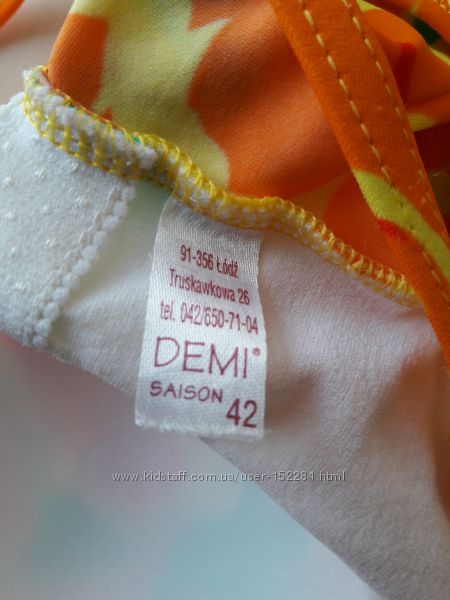 91-356 Łódź
Truskawkowa 26
tel. 042/650-71-04
DEMI®
SAISON 42
www.kidstaff.com.ua/user-152281.html